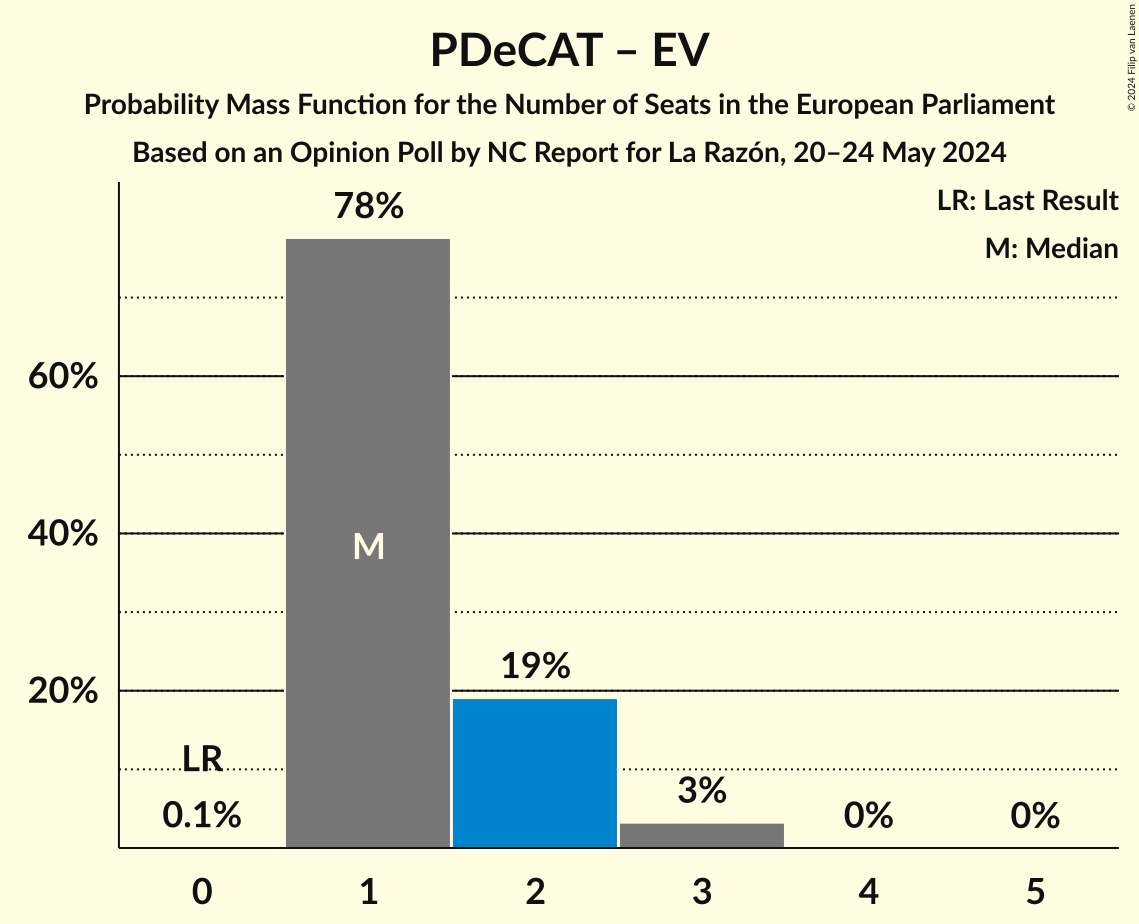 PDeCAT – EV
Probability Mass Function for the Number of Seats in the European Parliament
Based on an Opinion Poll by NC Report for La Razón, 20–24 May 2024
© 2024 Filip van Laenen
LR: Last Result
M: Median
78%
60%
40%
M
19%
20%
LR
3%
0.1%
0%
0%
0 1 2 3 4 5